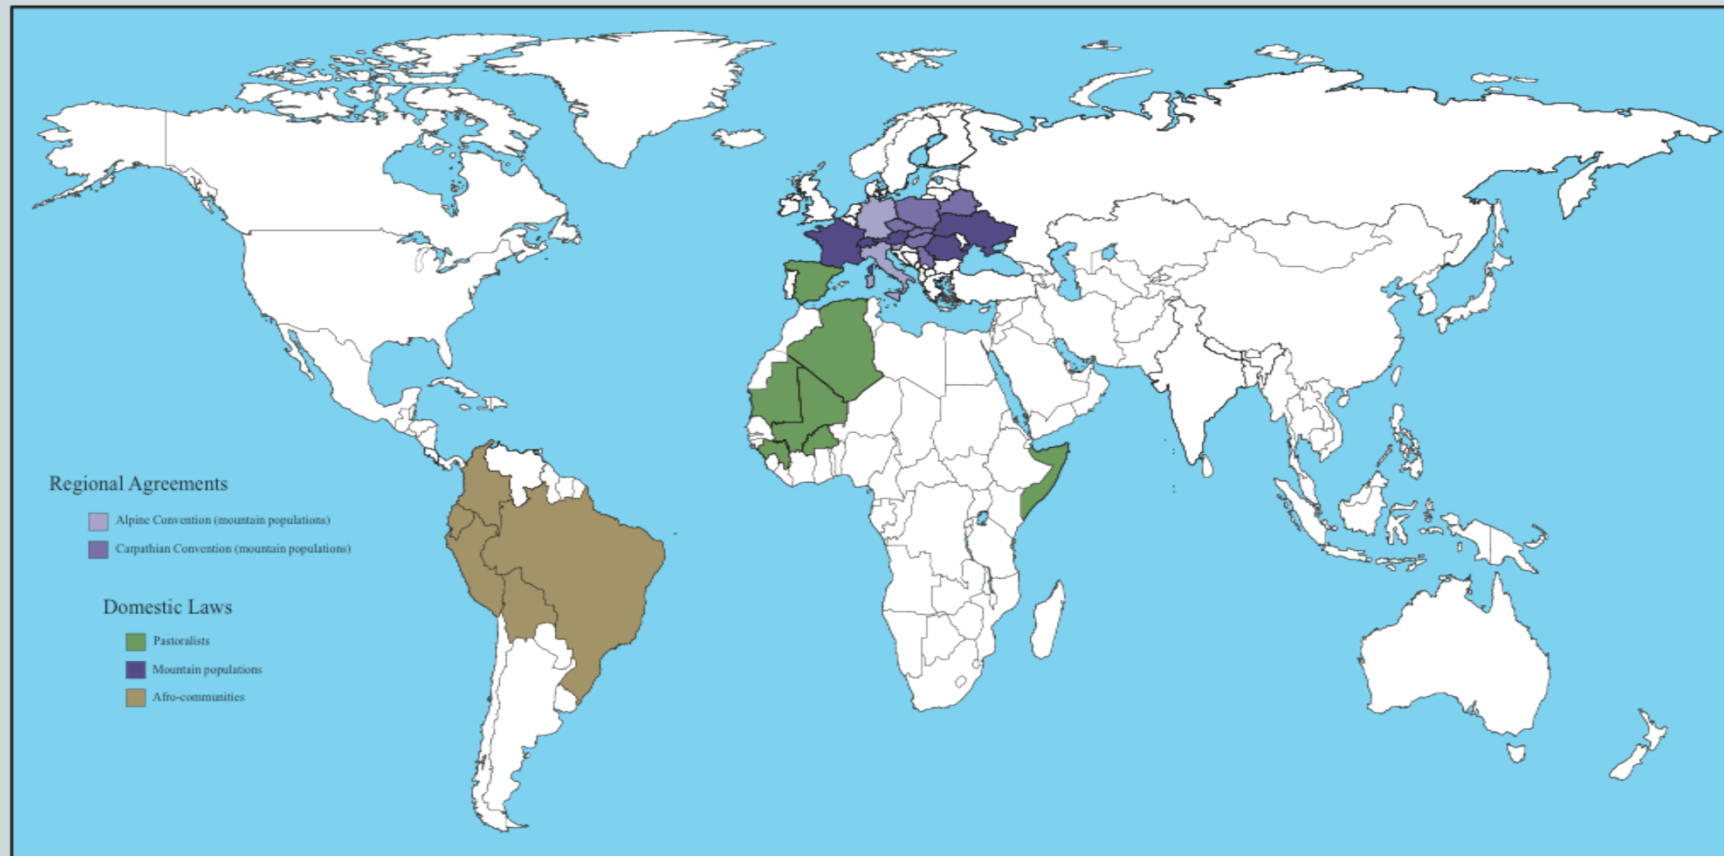 Regional Agreements
Alpine Convention (mountain populations)
Carpathian Convention (mountain populations)
Domestic Laws
Pastoralists
Mountain populations
Afro-communities